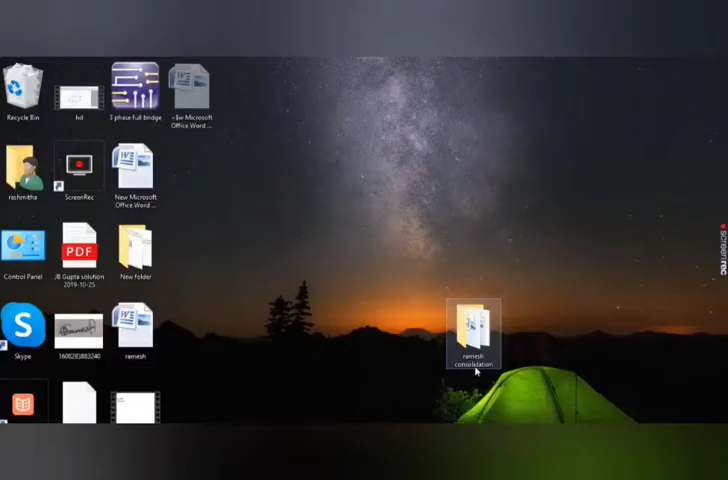 Recycle Bin
hd
3 phase full bridge
~$w Microsoft
Office Word ...
rashmitha
ScreenRec
New Microsoft
Office Word ...
Control Panel
PDF
JB Gupta solution
2019-10-25
New folder
Skype
1608283883240
ramesh
ramesh
consolidation
screenrec